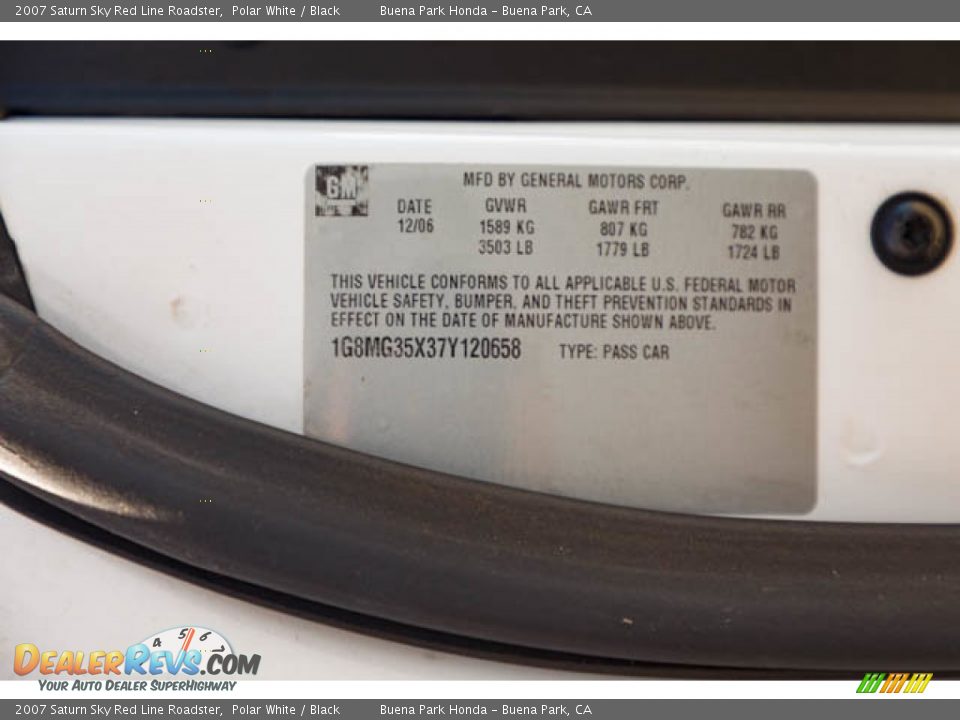 2007 Saturn Sky Red Line Roadster, Polar White / Black Buena Park Honda - Buena Park, CA
GM
MFD BY GENERAL MOTORS CORP.
DATE GVWR GAWR FRT GAWR RR
12/06 1589 KG 807 KG 782 KG
3503 LB 1779 LB 1724 LB
THIS VEHICLE CONFORMS TO ALL APPLICABLE U.S. FEDERAL MOTOR
VEHICLE SAFETY, BUMPER, AND THEFT PREVENTION STANDARDS IN
EFFECT ON THE DATE OF MANUFACTURE SHOWN ABOVE.
1G8MG35X37Y120658 TYPE: PASS CAR
4 5 6 7
DEALERREVS.COM
YOUR AUTO DEALER SUPERHIGHWAY
2007 Saturn Sky Red Line Roadster, Polar White / Black Buena Park Honda - Buena Park, CA